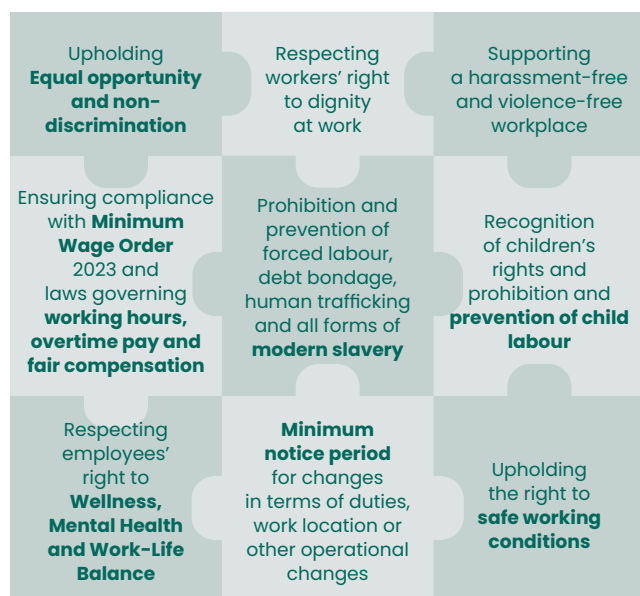 Upholding
Equal opportunity
and non-
discrimination
Respecting
workers’ right
to dignity
at work
Supporting
a harassment-free
and violence-free
workplace
Ensuring compliance
with Minimum
Wage Order
2023 and
laws governing
working hours,
overtime pay and
fair compensation
Prohibition and
prevention of
forced labour,
debt bondage,
human trafficking
and all forms of
modern slavery
Recognition
of children’s
rights and
prohibition and
prevention of child
labour
Respecting
employees’
right to
Wellness,
Mental Health
and Work-Life
Balance
Minimum
notice period
for changes
in terms of duties,
work location or
other operational
changes
Upholding
the right to
safe working
conditions